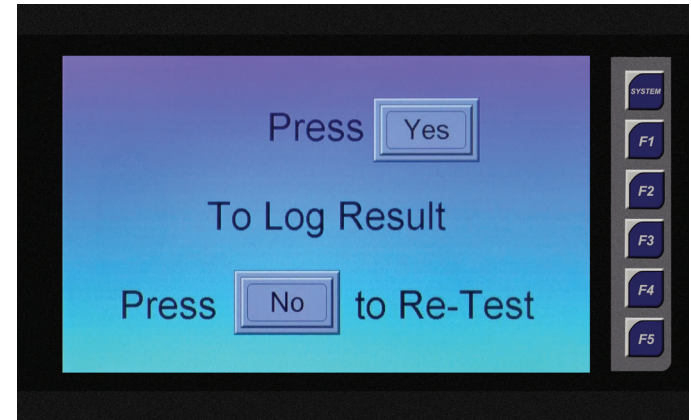 Press Yes
To Log Result
Press No to Re-Test
SYSTEM
F1
F2
F3
F4
F5